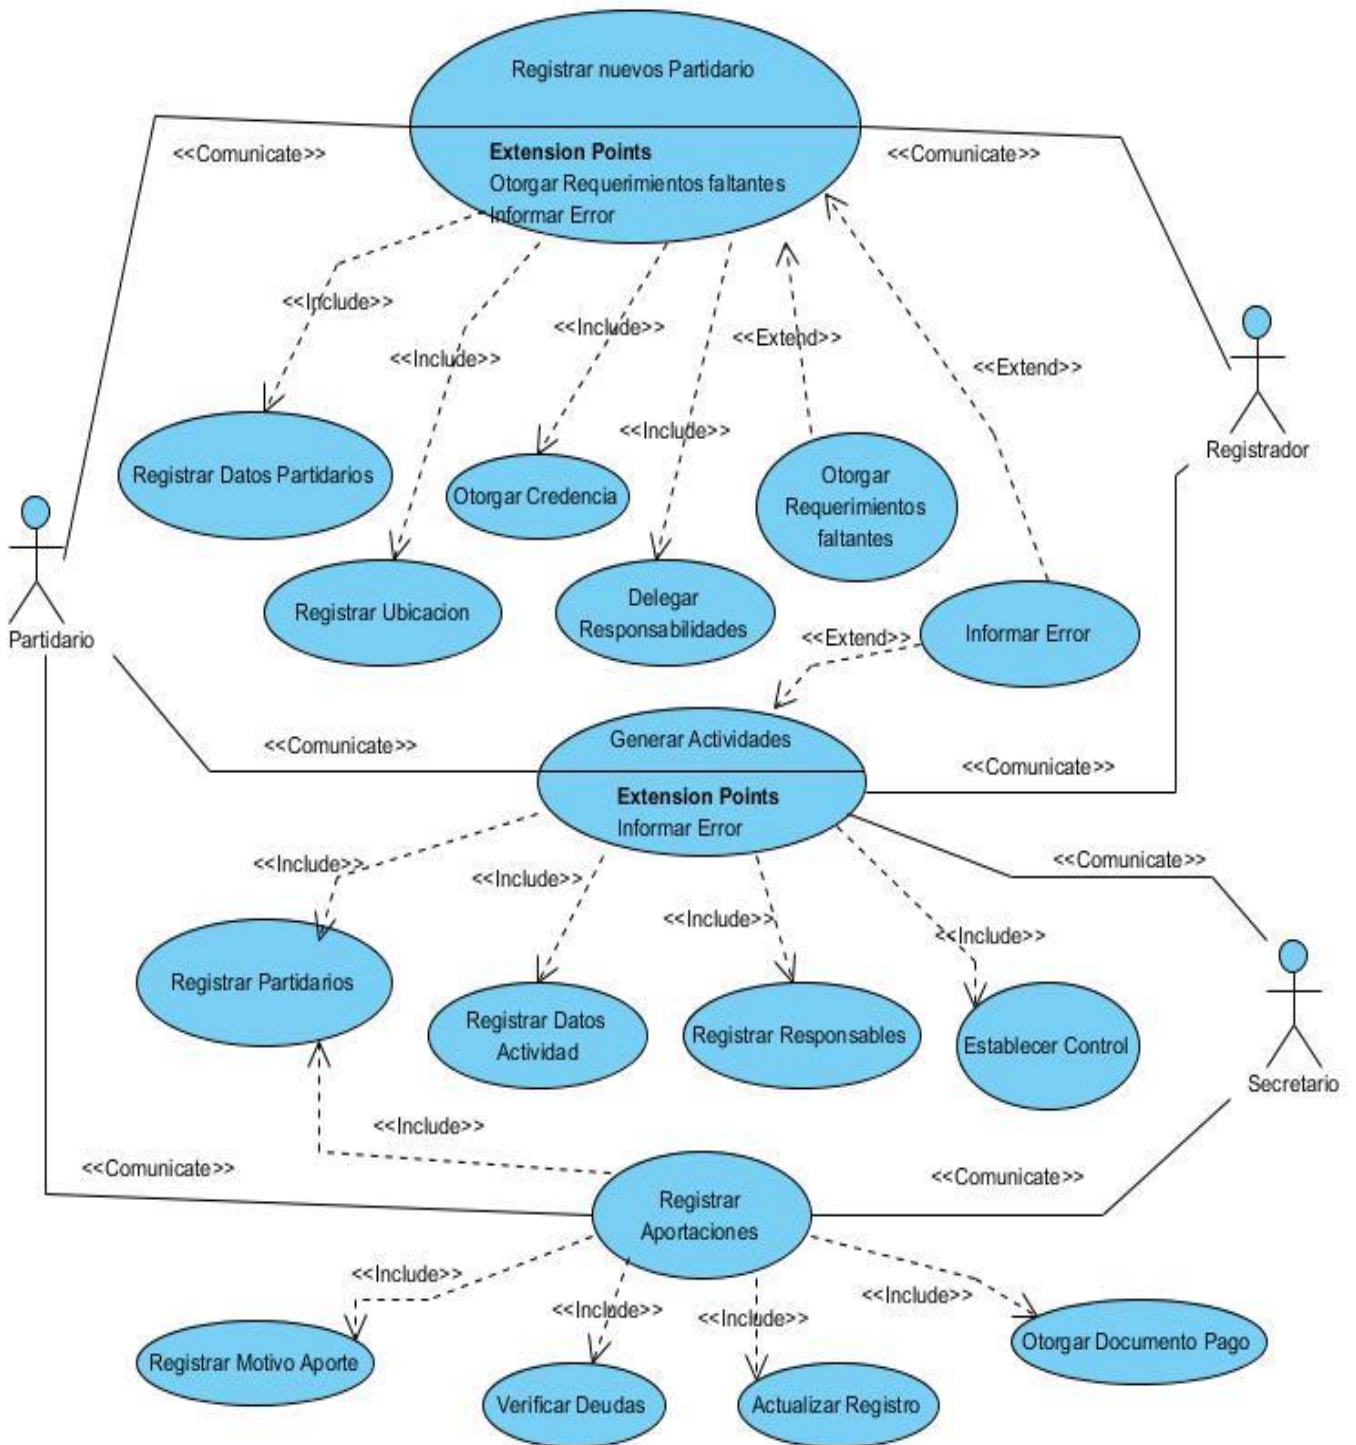 Registrar nuevos Partidario
<<Comunicate>>
<<Comunicate>>
Extension Points
Otorgar Requerimientos faltantes
Informar Error
<<Include>>
<<Include>>
<<Include>>
<<Extend>>
<<Extend>>
<<Include>>
Registrador
Registrar Datos Partidarios
Otorgar Credencia
Otorgar
Requerimientos
faltantes
Registrar Ubicacion
Delegar
Responsabilidades
Informar Error
Partidario
<<Extend>>
Generar Actividades
<<Comunicate>>
<<Comunicate>>
Extension Points
Informar Error
<<Include>>
<<Include>>
<<Include>>
<<Include>>
<<Comunicate>>
Registrar Partidarios
Registrar Datos
Actividad
Registrar Responsables
Establecer Control
Secretario
<<Include>>
<<Comunicate>>
<<Comunicate>>
Registrar
Aportaciones
<<Include>>
<<Include>>
<<Include>>
<<Include>>
Registrar Motivo Aporte
Verificar Deudas
Actualizar Registro
Otorgar Documento Pago